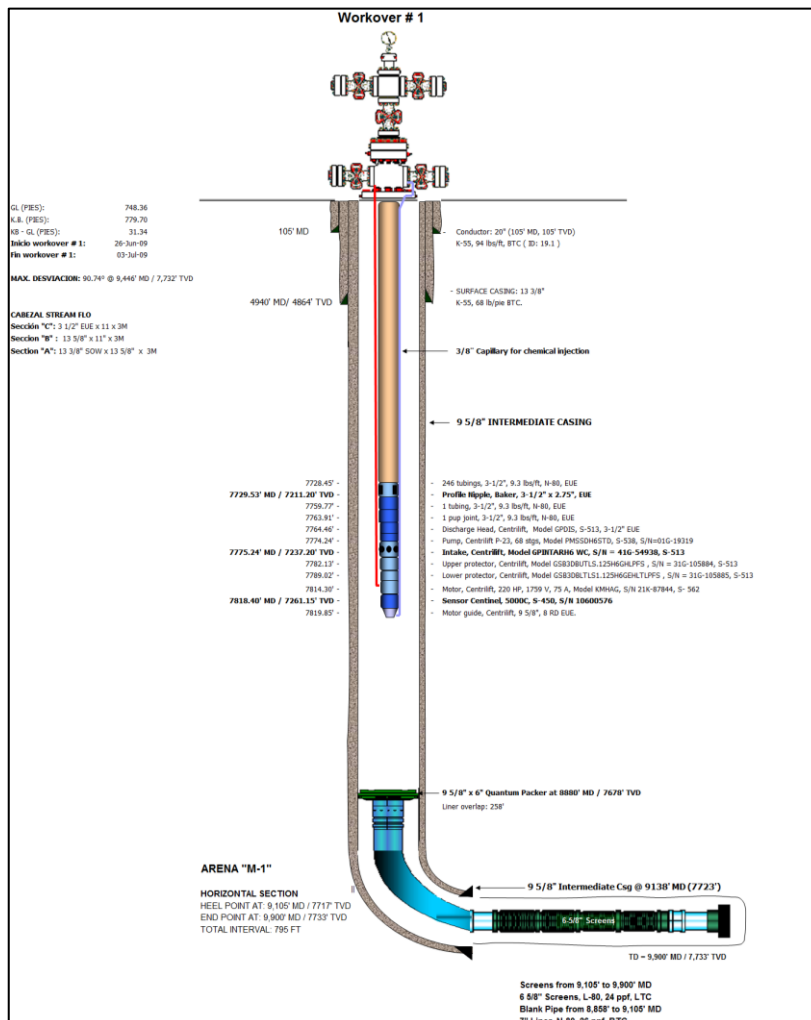 Workover # 1
GL (PIES): 748.36
K.B. (PIES): 779.70
KB - GL (PIES): 31.34
Inicio workover # 1: 26-Jun-09
Fin workover # 1: 03-Jul-09
MAX. DESVIACION: 90.74º @ 9,446' MD / 7,732' TVD
CABEZAL STREAM FLO
Sección "C": 3 1/2" EUE x 11 x 3M
Seccion "B" : 13 5/8" x 11" x 3M
Section "A": 13 3/8" SOW x 13 5/8" x 3M
105' MD
Conductor: 20" (105' MD, 105' TVD)
K-55, 94 lbs/ft, BTC ( ID: 19.1 )
4940' MD/ 4864' TVD
- SURFACE CASING: 13 3/8"
K-55, 68 lb/pie BTC.
3/8" Capillary for chemical injection
9 5/8" INTERMEDIATE CASING
7728.45' - - 246 tubings, 3-1/2", 9.3 lbs/ft, N-80, EUE
7729.53' MD / 7211.20' TVD - - Profile Nipple, Baker, 3-1/2" x 2.75", EUE
7759.77' - - 1 tubing, 3-1/2", 9.3 lbs/ft, N-80, EUE
7763.91' - - 1 pup joint, 3-1/2", 9.3 lbs/ft, N-80, EUE
7764.46' - - Discharge Head, Centrilift, Model GPDIS, S-513, 3-1/2" EUE
7774.24' - - Pump, Centrilift P-23, 68 stgs, Model PMSSDH6STD, S-538, S/N=01G-19319
7775.24' MD / 7237.20' TVD - - Intake, Centrilift, Model GPINTARH6 WC, S/N = 41G-54938, S-513
7782.13' - - Upper protector, Centrilift, Model GSB3DBUTLS.125H6GHLPFS , S/N = 31G-105884, S-513
7789.02' - - Lower protector, Centrilift, Model GSB3DBLTLS1.125H6GEHLTLPFS , S/N = 31G-105885, S-513
7814.30' - - Motor, Centrilift, 220 HP, 1759 V, 75 A, Model KMHAG, S/N 21K-87844, S- 562
7818.40' MD / 7261.15' TVD - - Sensor Centinel, 5000C, S-450, S/N 10600576
7819.85' - - Motor guide, Centrilift, 9 5/8", 8 RD EUE.
9 5/8" x 6" Quantum Packer at 8880' MD / 7678' TVD
Liner overlap: 258'
ARENA "M-1"
HORIZONTAL SECTION
HEEL POINT AT: 9,105' MD / 7717' TVD
END POINT AT: 9,900' MD / 7733' TVD
TOTAL INTERVAL: 795 FT
9 5/8" Intermediate Csg @ 9138' MD (7723')
6-5/8" Screens
TD = 9,900' MD / 7,733' TVD
Screens from 9,105' to 9,900' MD
6 5/8" Screens, L-80, 24 ppf, LTC
Blank Pipe from 8,858' to 9,105' MD